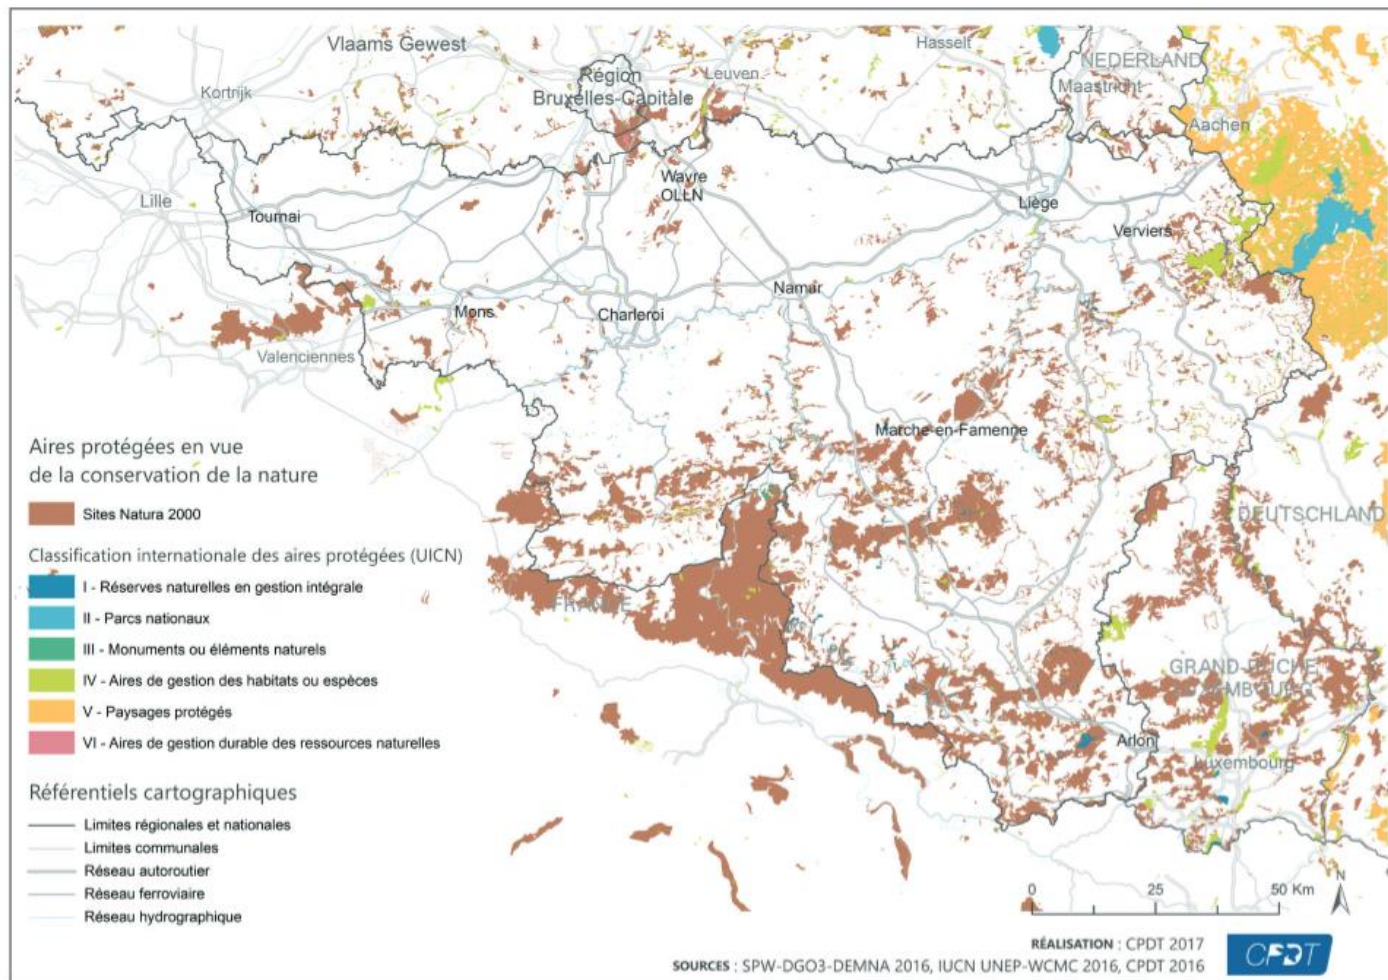 Vlaams Gewest
Hasselt
NEDERLAND
Maastricht
Région
Bruxelles-Capitale
Leuven
Kortrijk
Aachen
Wavre
OLLN
Lille
Tournai
Liège
Verviers
Namur
Mons
Charleroi
Valenciennes
Marche-en-Famenne
DEUTSCHLAND
FRANCE
GRAND-DUCHÉ
LUXEMBOURG
Arlon
Luxembourg
Aires protégées en vue
de la conservation de la nature
Sites Natura 2000
Classification internationale des aires protégées (UICN)
I - Réserves naturelles en gestion intégrale
II - Parcs nationaux
III - Monuments ou éléments naturels
IV - Aires de gestion des habitats ou espèces
V - Paysages protégés
VI - Aires de gestion durable des ressources naturelles
Référentiels cartographiques
Limites régionales et nationales
Limites communales
Réseau autoroutier
Réseau ferroviaire
Réseau hydrographique
0 25 50 Km
N
RÉALISATION : CPDT 2017
SOURCES : SPW-DGO3-DEMNA 2016, IUCN UNEP-WCMC 2016, CPDT 2016
CPDT